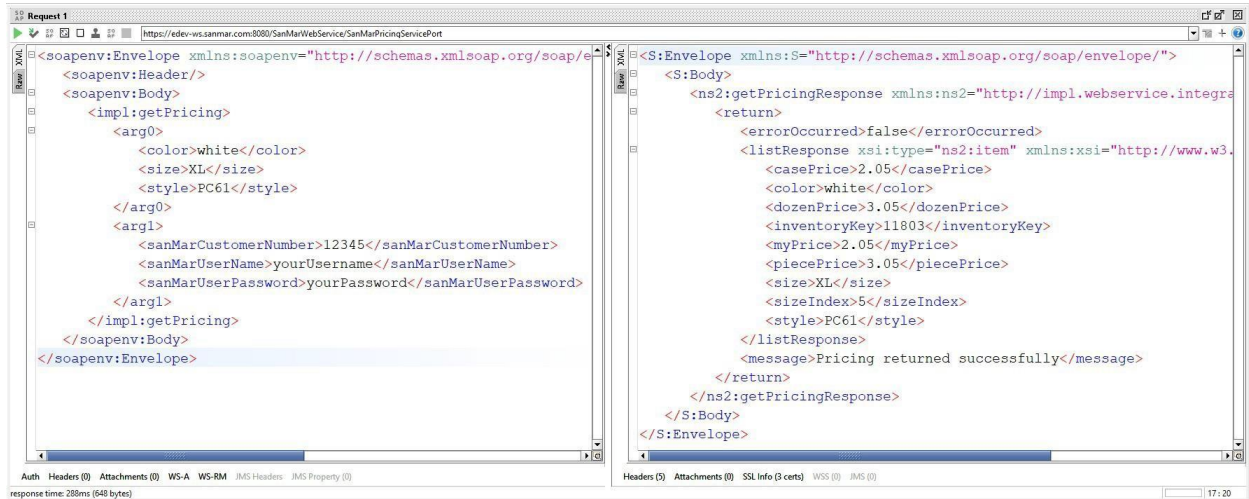 Request 1
https://edev-ws.sanmar.com:8080/SanMarWebService/SanMarPricingServicePort
XML
Raw
<soapenv:Envelope xmlns:soapenv="http://schemas.xmlsoap.org/soap/e
<soapenv:Header/>
<soapenv:Body>
<impl:getPricing>
<arg0>
<color>white</color>
<size>XL</size>
<style>PC61</style>
</arg0>
<arg1>
<sanMarCustomerNumber>12345</sanMarCustomerNumber>
<sanMarUserName>yourUsername</sanMarUserName>
<sanMarUserPassword>yourPassword</sanMarUserPassword>
</arg1>
</impl:getPricing>
</soapenv:Body>
</soapenv:Envelope>
Auth Headers (0) Attachments (0) WS-A WS-RM JMS Headers JMS Property (0)
XML
Raw
<S:Envelope xmlns:S="http://schemas.xmlsoap.org/soap/envelope/">
<S:Body>
<ns2:getPricingResponse xmlns:ns2="http://impl.webservice.integra
<return>
<errorOccurred>false</errorOccurred>
<listResponse xsi:type="ns2:item" xmlns:xsi="http://www.w3.
<casePrice>2.05</casePrice>
<color>white</color>
<dozenPrice>3.05</dozenPrice>
<inventoryKey>11803</inventoryKey>
<myPrice>2.05</myPrice>
<piecePrice>3.05</piecePrice>
<size>XL</size>
<sizeIndex>5</sizeIndex>
<style>PC61</style>
</listResponse>
<message>Pricing returned successfully</message>
</return>
</ns2:getPricingResponse>
</S:Body>
</S:Envelope>
Headers (5) Attachments (0) SSL Info (3 certs) WSS (0) JMS (0)
response time: 288ms (648 bytes)
17 : 20